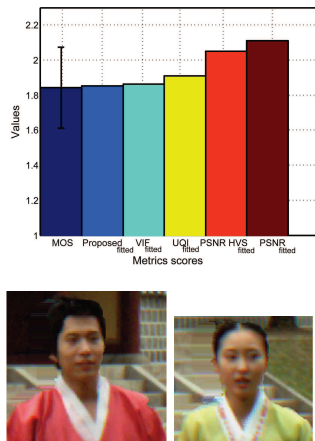 2.2
2
1.8
1.6
1.4
1.2
1
Values
MOS Proposed fitted VIF fitted UQI fitted PSNR HVS fitted PSNR fitted
Metrics scores